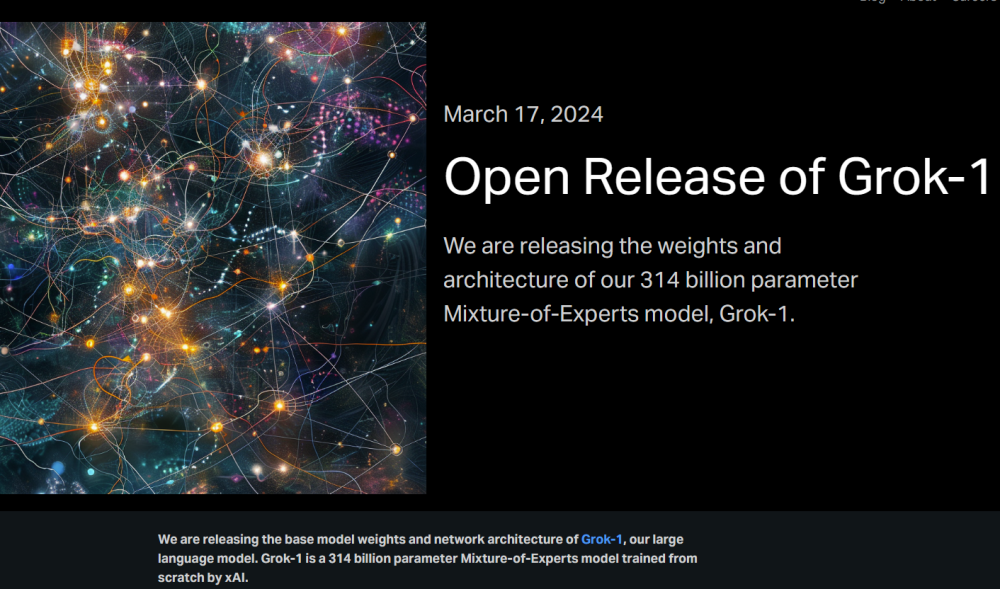 Blog About Careers
March 17, 2024
Open Release of Grok-1
We are releasing the weights and
architecture of our 314 billion parameter
Mixture-of-Experts model, Grok-1.
We are releasing the base model weights and network architecture of Grok-1, our large
language model. Grok-1 is a 314 billion parameter Mixture-of-Experts model trained from
scratch by xAI.